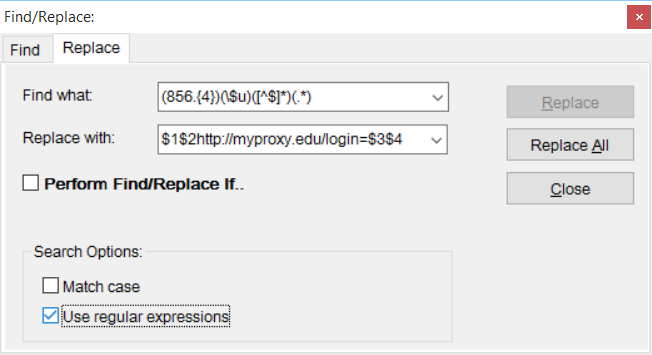 Find/Replace:
Find
Replace
Find what:
(856.{4})(\$u)([^$]*)(.*)
Replace
Replace with:
$1$2http://myproxy.edu/login=$3$4
Replace All
Perform Find/Replace If..
Close
Search Options:
Match case
Use regular expressions